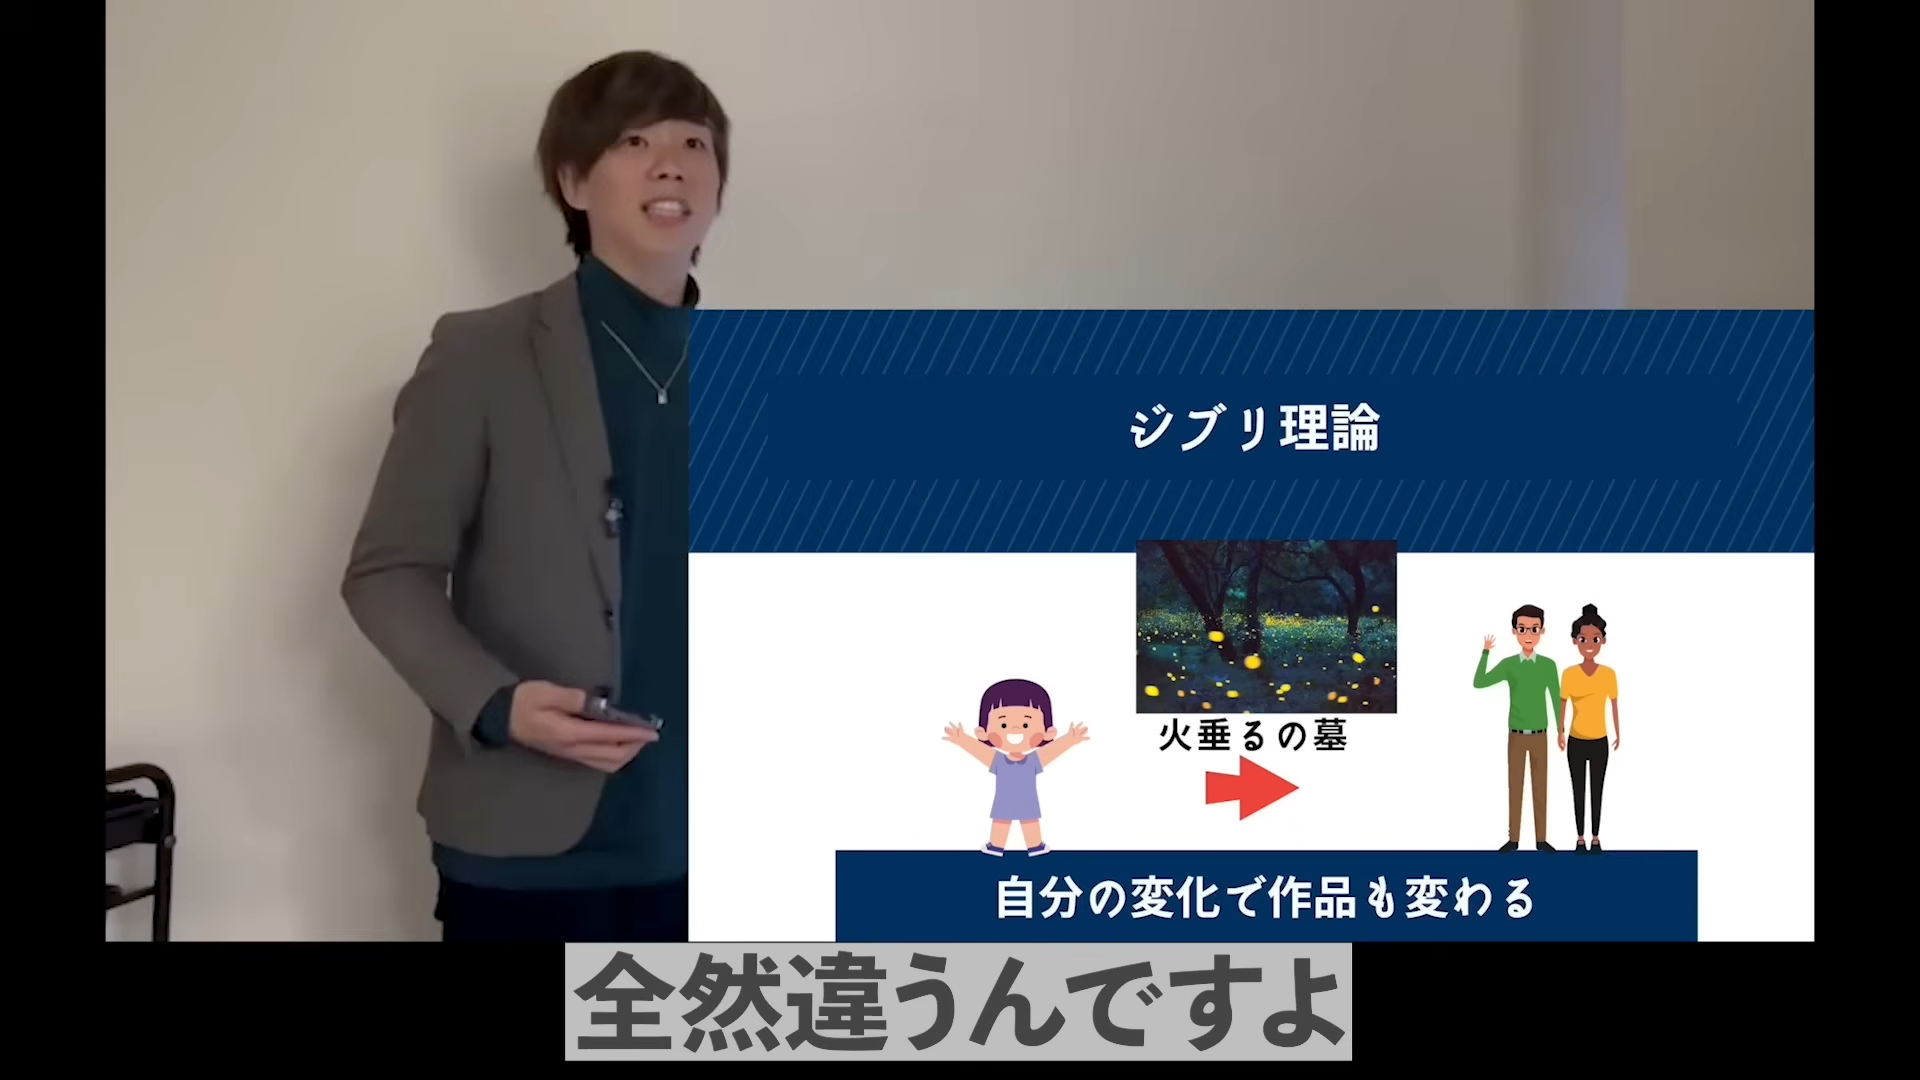 ジブリ理論
火垂るの墓
自分の変化で作品も変わる
全然違うんですよ